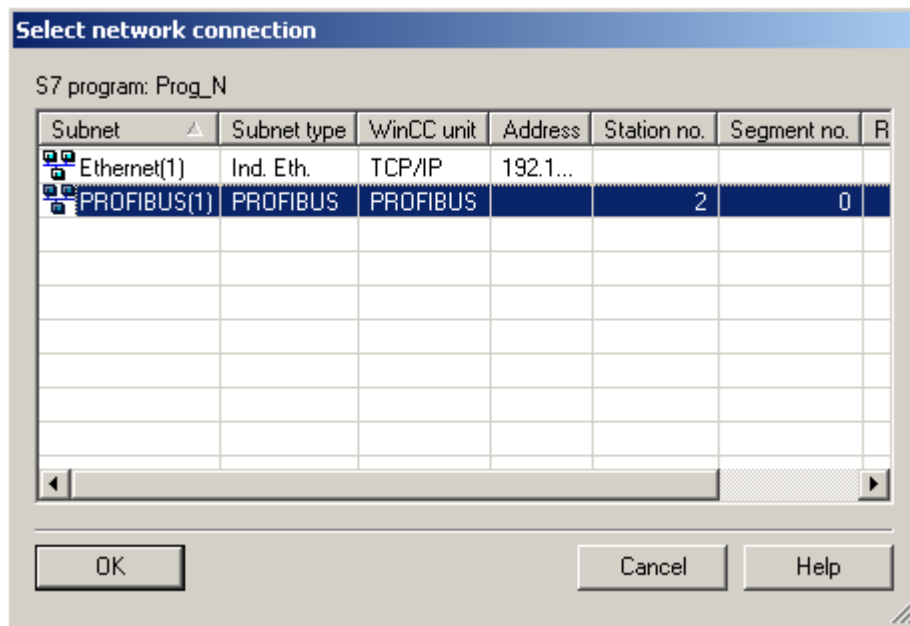 Select network connection
S7 program: Prog_N
Subnet Subnet type WinCC unit Address Station no. Segment no. R
Ethernet(1) Ind. Eth. TCP/IP 192.1...
PROFIBUS(1) PROFIBUS PROFIBUS 2 0
OK Cancel Help